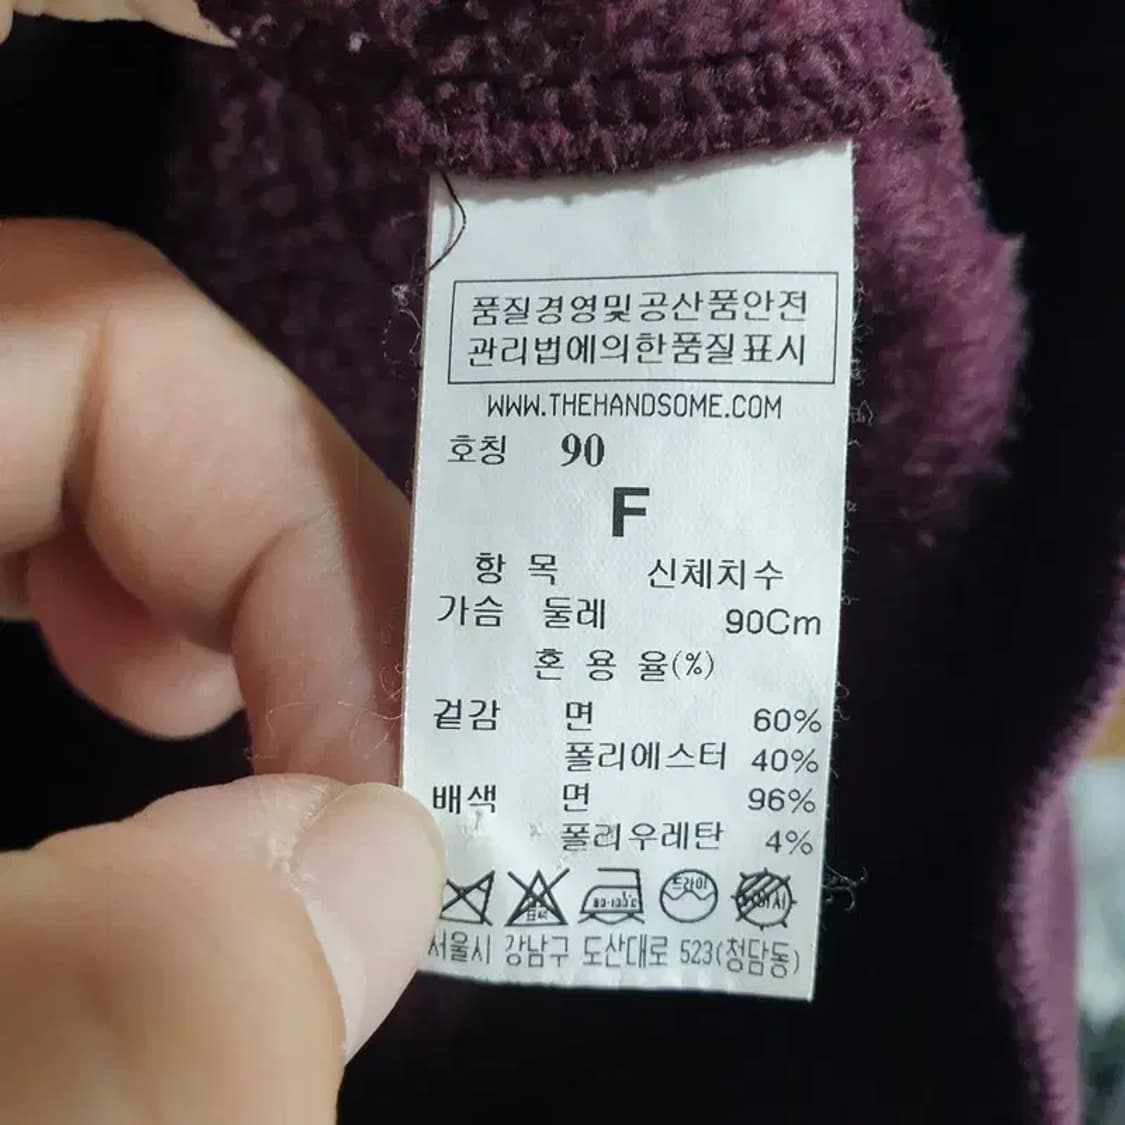 품질경영및공산품안전
관리법에의한품질표시
WWW.THEHANDSOME.COM
호칭 90
F
항 목 신체치수
가슴 둘레 90Cm
혼 용 율(%)
겉감 면 60%
폴리에스터 40%
배색 면 96%
폴리우레탄 4%
드라이
서울시 강남구 도산대로 523(청담동)